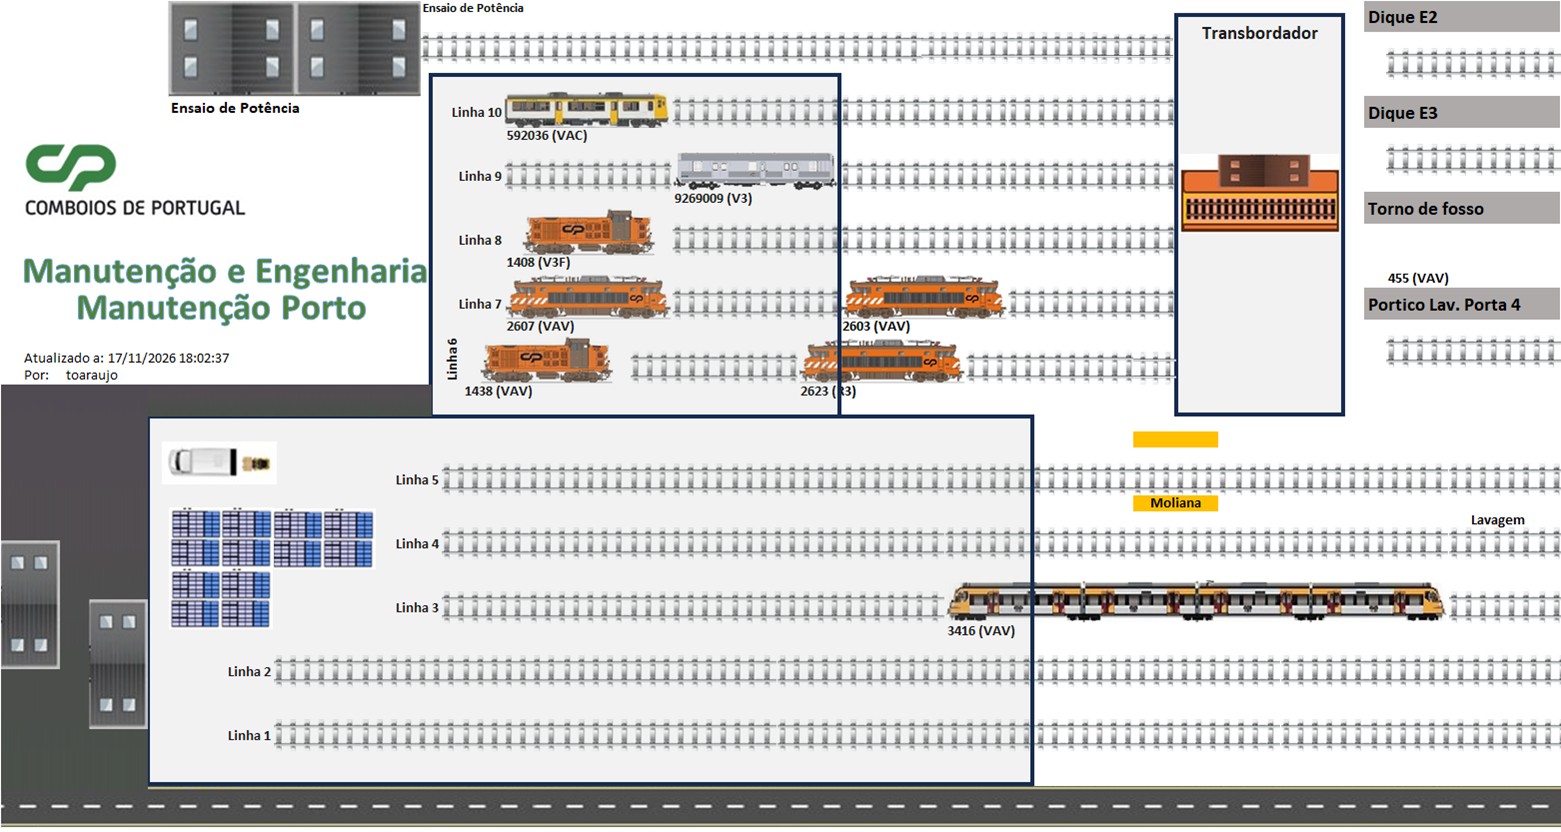 Ensaio de Potência
Transbordador
Dique E2
Ensaio de Potência
Linha 10
592036 (VAC)
Dique E3
CP
COMBOIOS DE PORTUGAL
Linha 9
9269009 (V3)
Torno de fosso
Linha 8
1408 (V3F)
Manutenção e Engenharia
Manutenção Porto
455 (VAV)
Portico Lav. Porta 4
Linha 7
2607 (VAV)
2603 (VAV)
Atualizado a: 17/11/2026 18:02:37
Por: toaraujo
Linha 6
1438 (VAV)
2623 (R3)
Linha 5
Moliana
Lavagem
Linha 4
Linha 3
3416 (VAV)
Linha 2
Linha 1